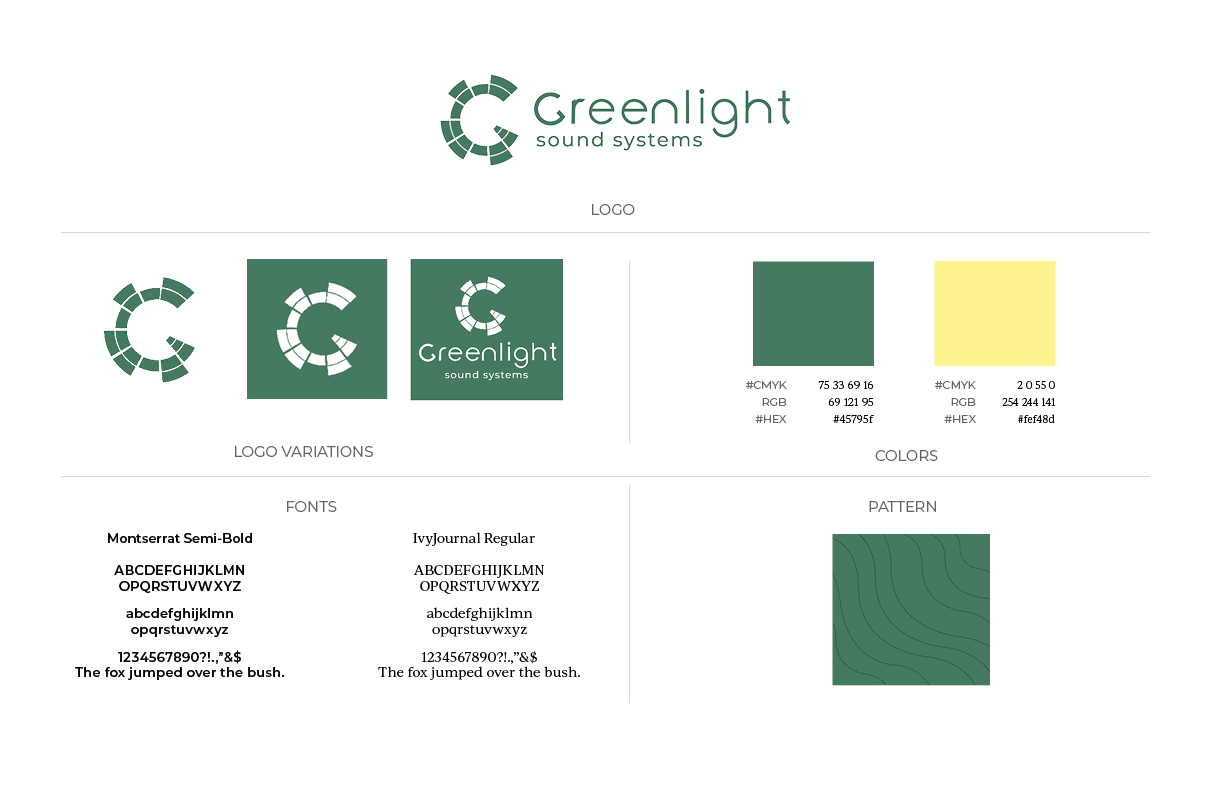 Greenlight
sound systems
LOGO
Greenlight
sound systems
LOGO VARIATIONS
#CMYK 75 33 69 16
RGB 69 121 95
#HEX #45795f
#CMYK 2 0 55 0
RGB 254 244 141
#HEX #fef48d
COLORS
FONTS
Montserrat Semi-Bold
ABCDEFGHIJKLMN
OPQRSTUVWXYZ
abcdefghijklmn
opqrstuvwxyz
1234567890?!.,”&$
The fox jumped over the bush.
IvyJournal Regular
ABCDEFGHIJKLMN
OPQRSTUVWXYZ
abcdefghijklmn
opqrstuvwxyz
1234567890?!.,”&$
The fox jumped over the bush.
PATTERN